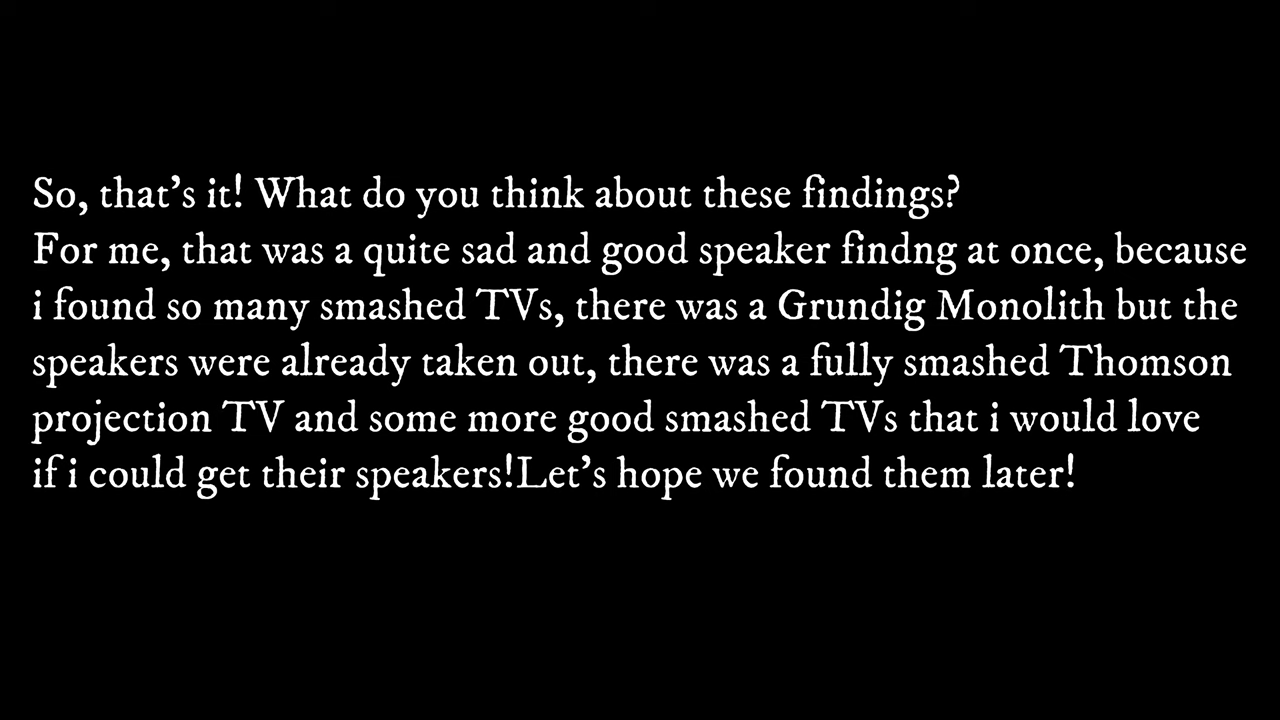 So, that's it! What do you think about these findings?
For me, that was a quite sad and good speaker findng at once, because
i found so many smashed TVs, there was a Grundig Monolith but the
speakers were already taken out, there was a fully smashed Thomson
projection TV and some more good smashed TVs that i would love
if i could get their speakers!Let's hope we found them later!